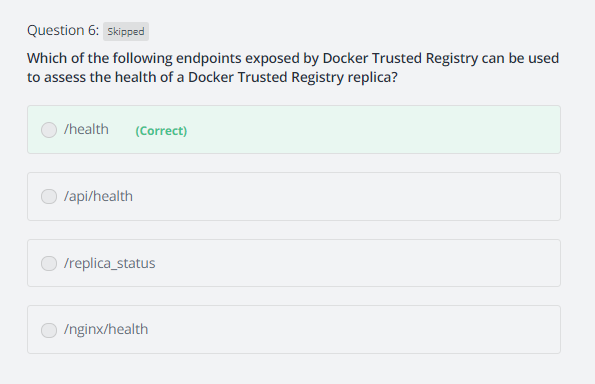 Question 6: Skipped
Which of the following endpoints exposed by Docker Trusted Registry can be used
to assess the health of a Docker Trusted Registry replica?
/health (Correct)
/api/health
/replica_status
/nginx/health